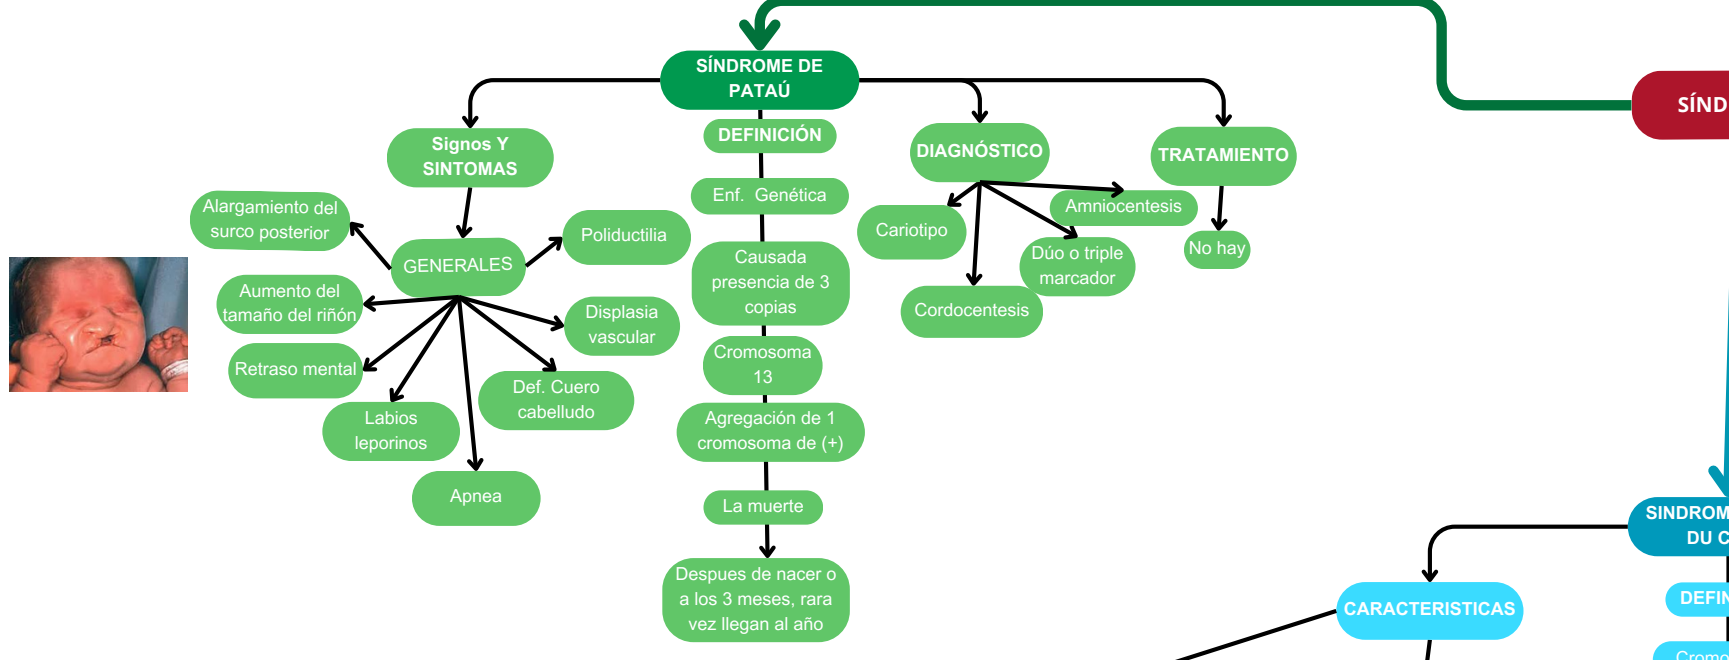 SÍNDROME DE
PATAÚ
SÍND
Signos Y
SINTOMAS
DEFINICIÓN
DIAGNÓSTICO
TRATAMIENTO
Alargamiento del
surco posterior
GENERALES
Poliductilia
Aumento del
tamaño del riñón
Displasia
vascular
Retraso mental
Def. Cuero
cabelludo
Labios
leporinos
Apnea
Enf. Genética
Causada
presencia de 3
copias
Cromosoma
13
Agregación de 1
cromosoma de (+)
La muerte
Despues de nacer o
a los 3 meses, rara
vez llegan al año
Cariotipo
Amniocentesis
Dúo o triple
marcador
Cordocentesis
No hay
SINDROM
DU C
CARACTERISTICAS
DEFIN
Cromo